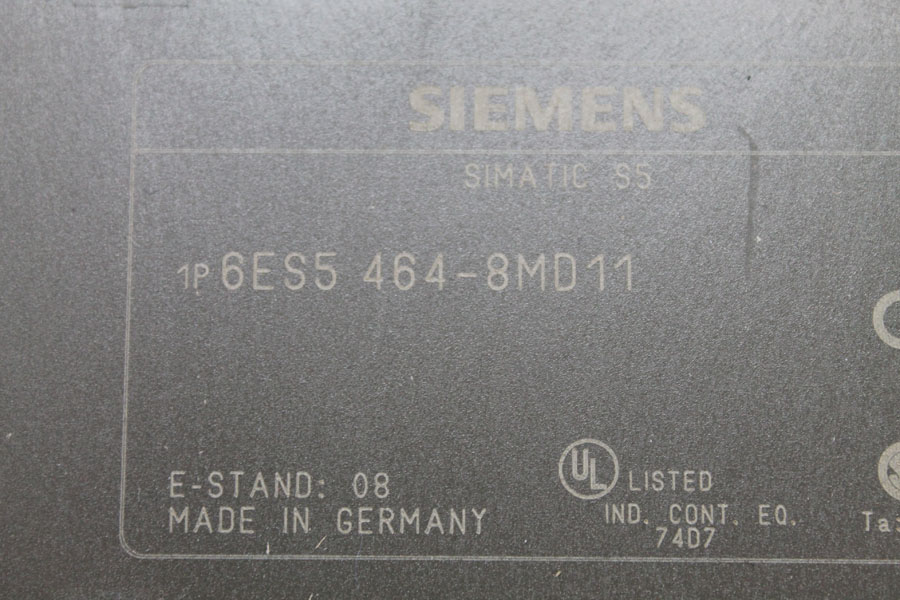 SIEMENS
SIMATIC S5
1P 6ES5 464-8MD11
E-STAND: 08
MADE IN GERMANY
UL LISTED
IND. CONT. EQ.
74D7